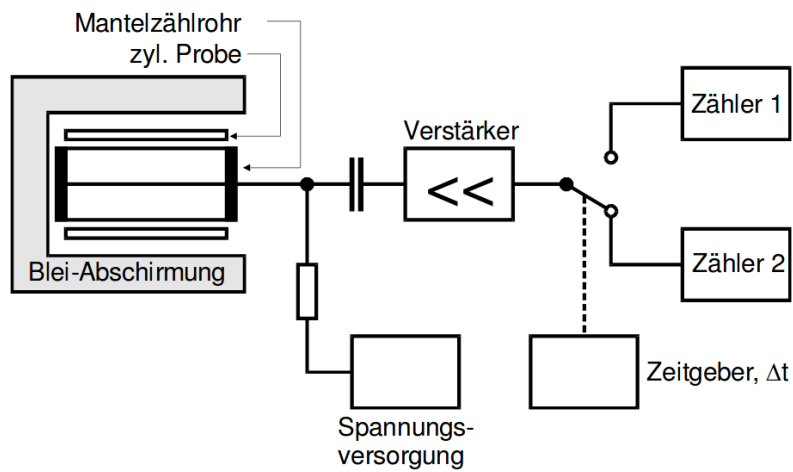 Mantelzählrohr
zyl. Probe
Verstärker
Zähler 1
<<
Blei-Abschirmung
Zähler 2
Zeitgeber, Δt
Spannungs-
versorgung